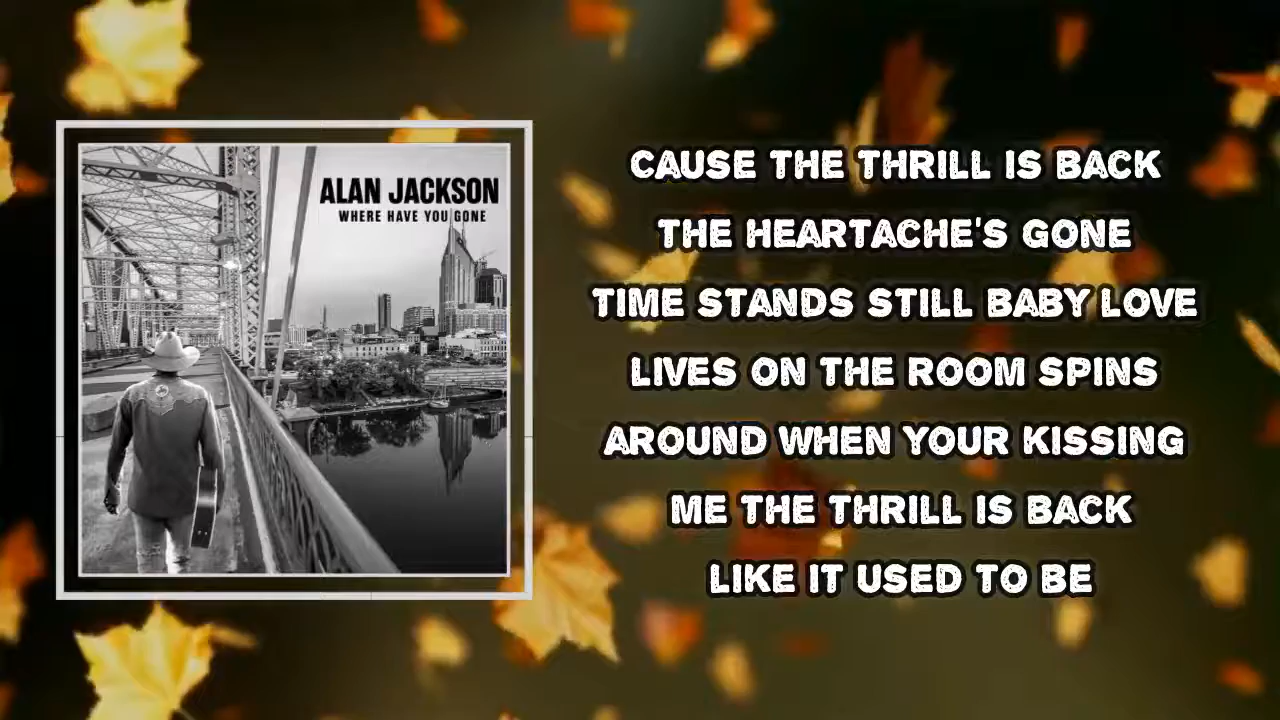 ALAN JACKSON
WHERE HAVE YOU GONE
CAUSE THE THRILL IS BACK
THE HEARTACHE'S GONE
TIME STANDS STILL BABY LOVE
LIVES ON THE ROOM SPINS
AROUND WHEN YOUR KISSING
ME THE THRILL IS BACK
LIKE IT USED TO BE